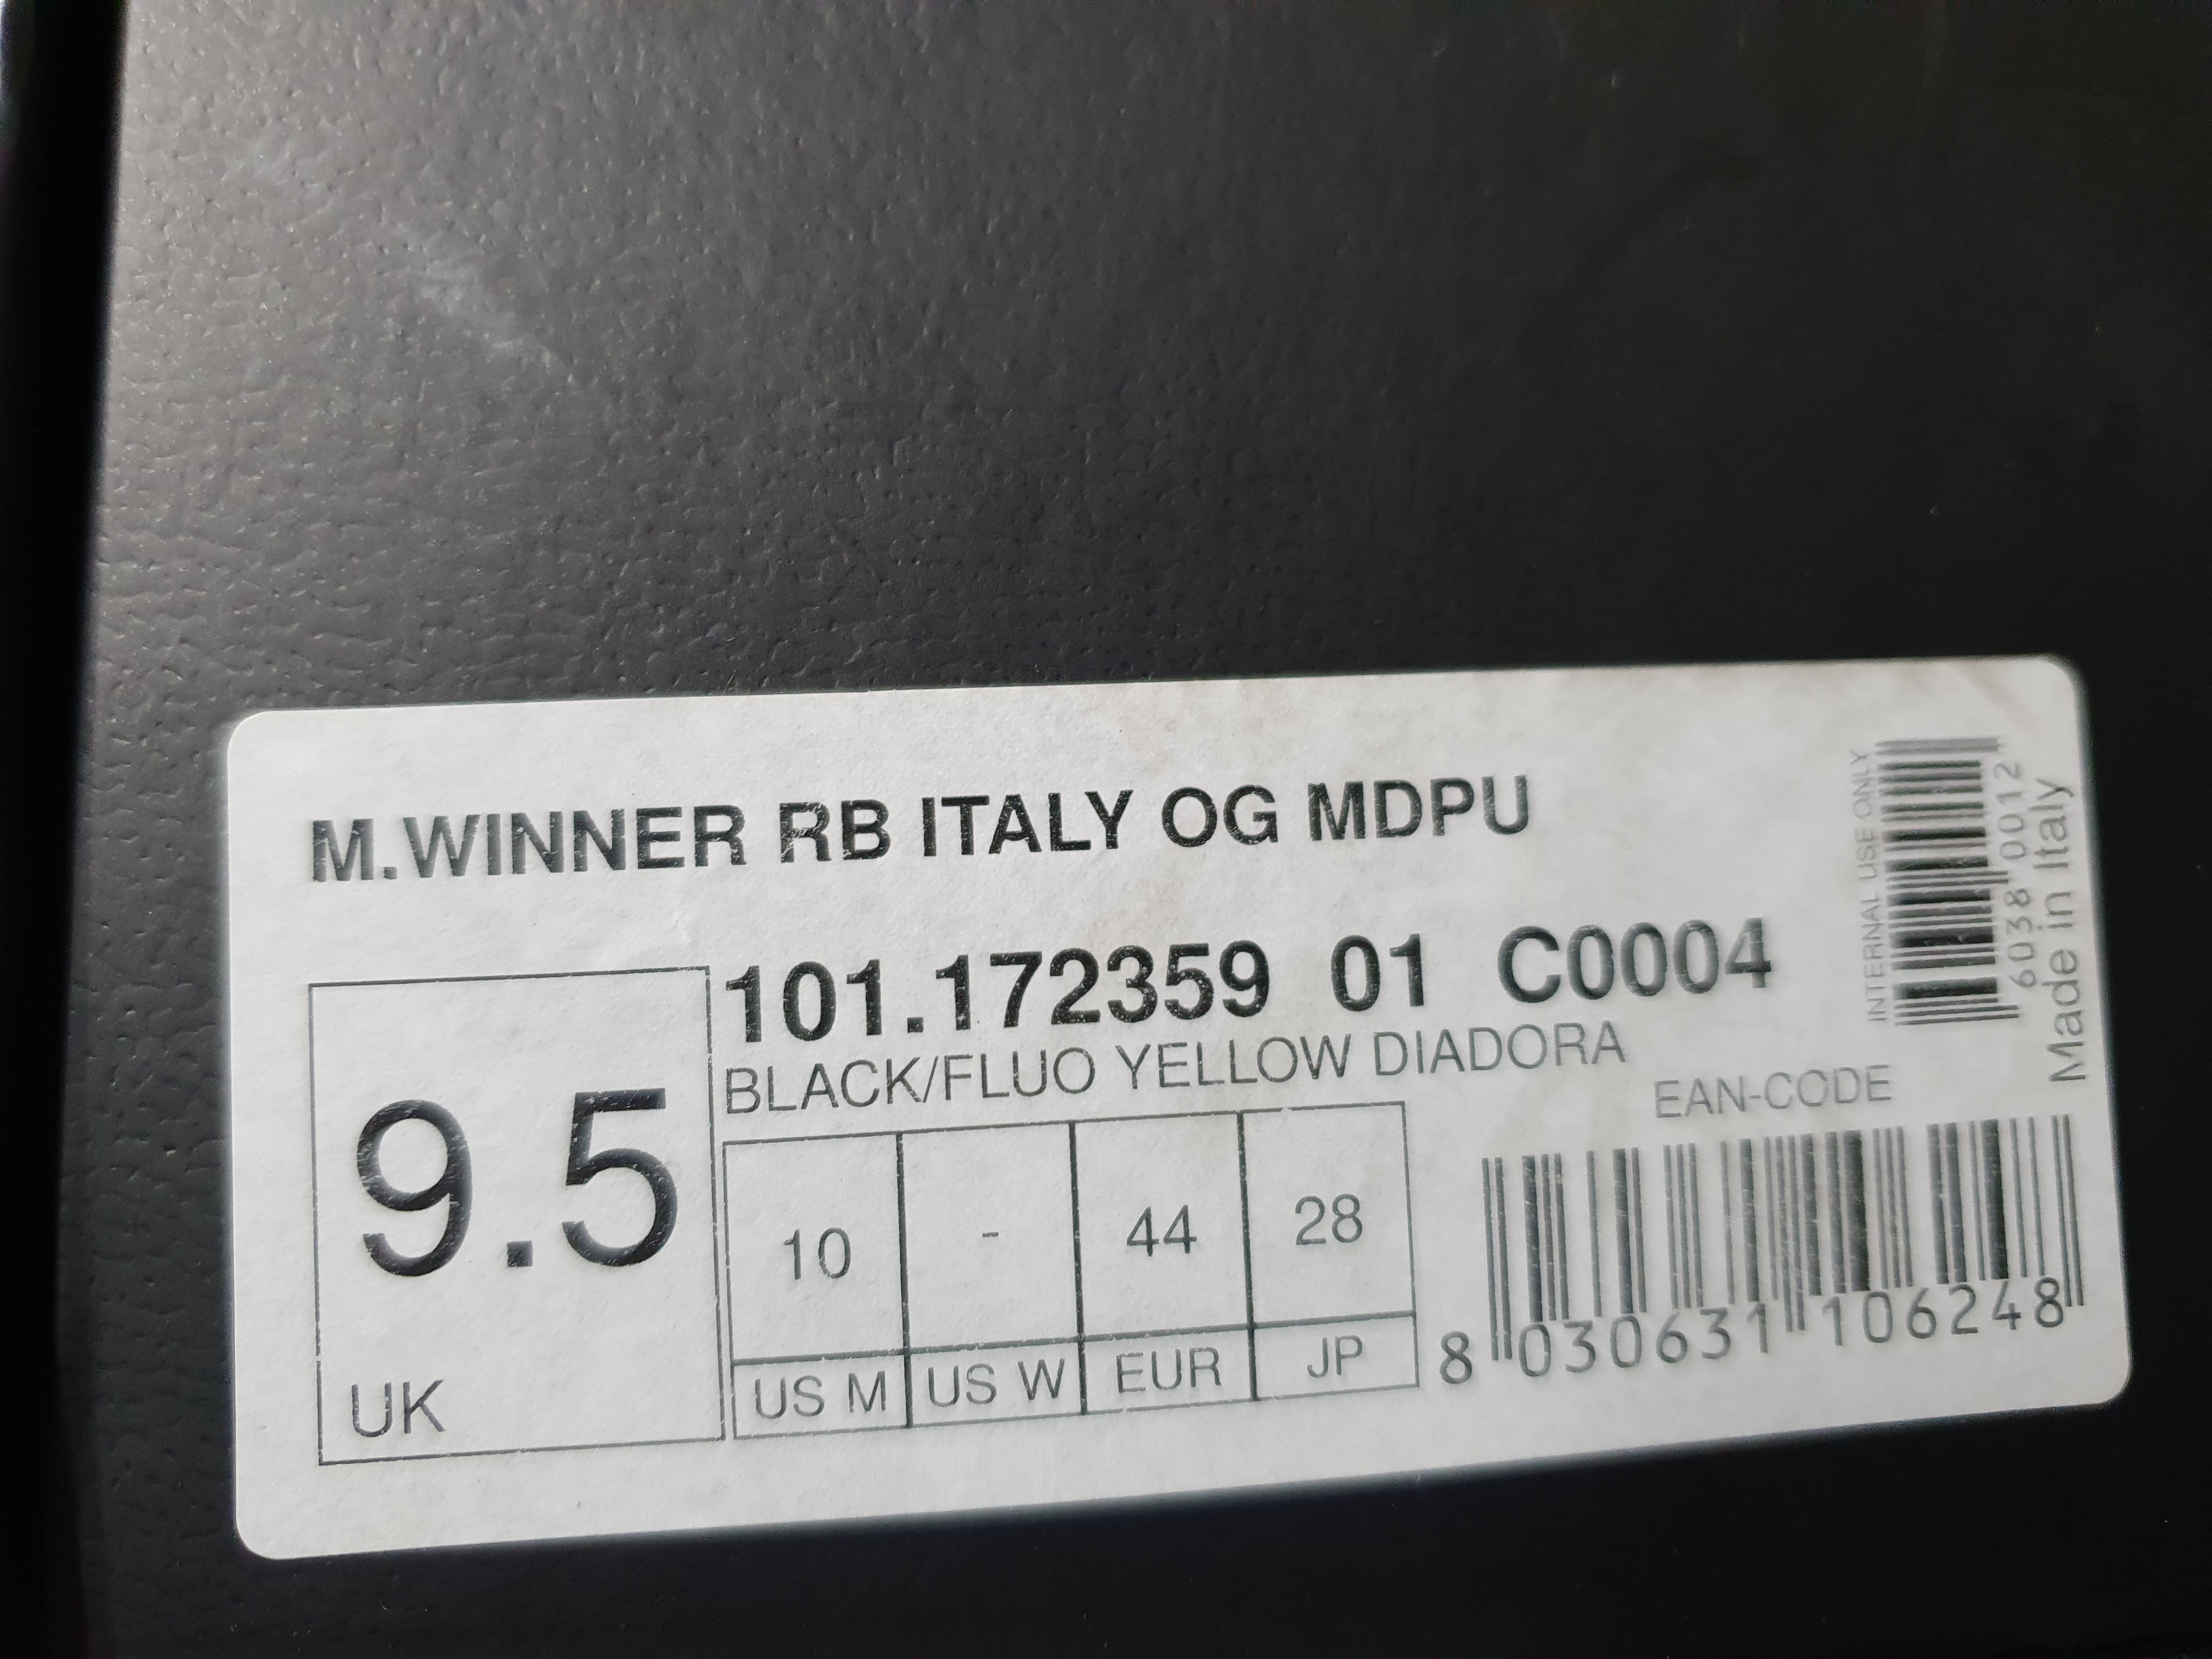 M.WINNER RB ITALY OG MDPU
101.172359 01 C0004
BLACK/FLUO YELLOW DIADORA
9.5
UK
10 - 44 28
US M US W EUR JP
EAN-CODE
8 030631 106248
INTERNAL USE ONLY
6038 0012
Made in Italy